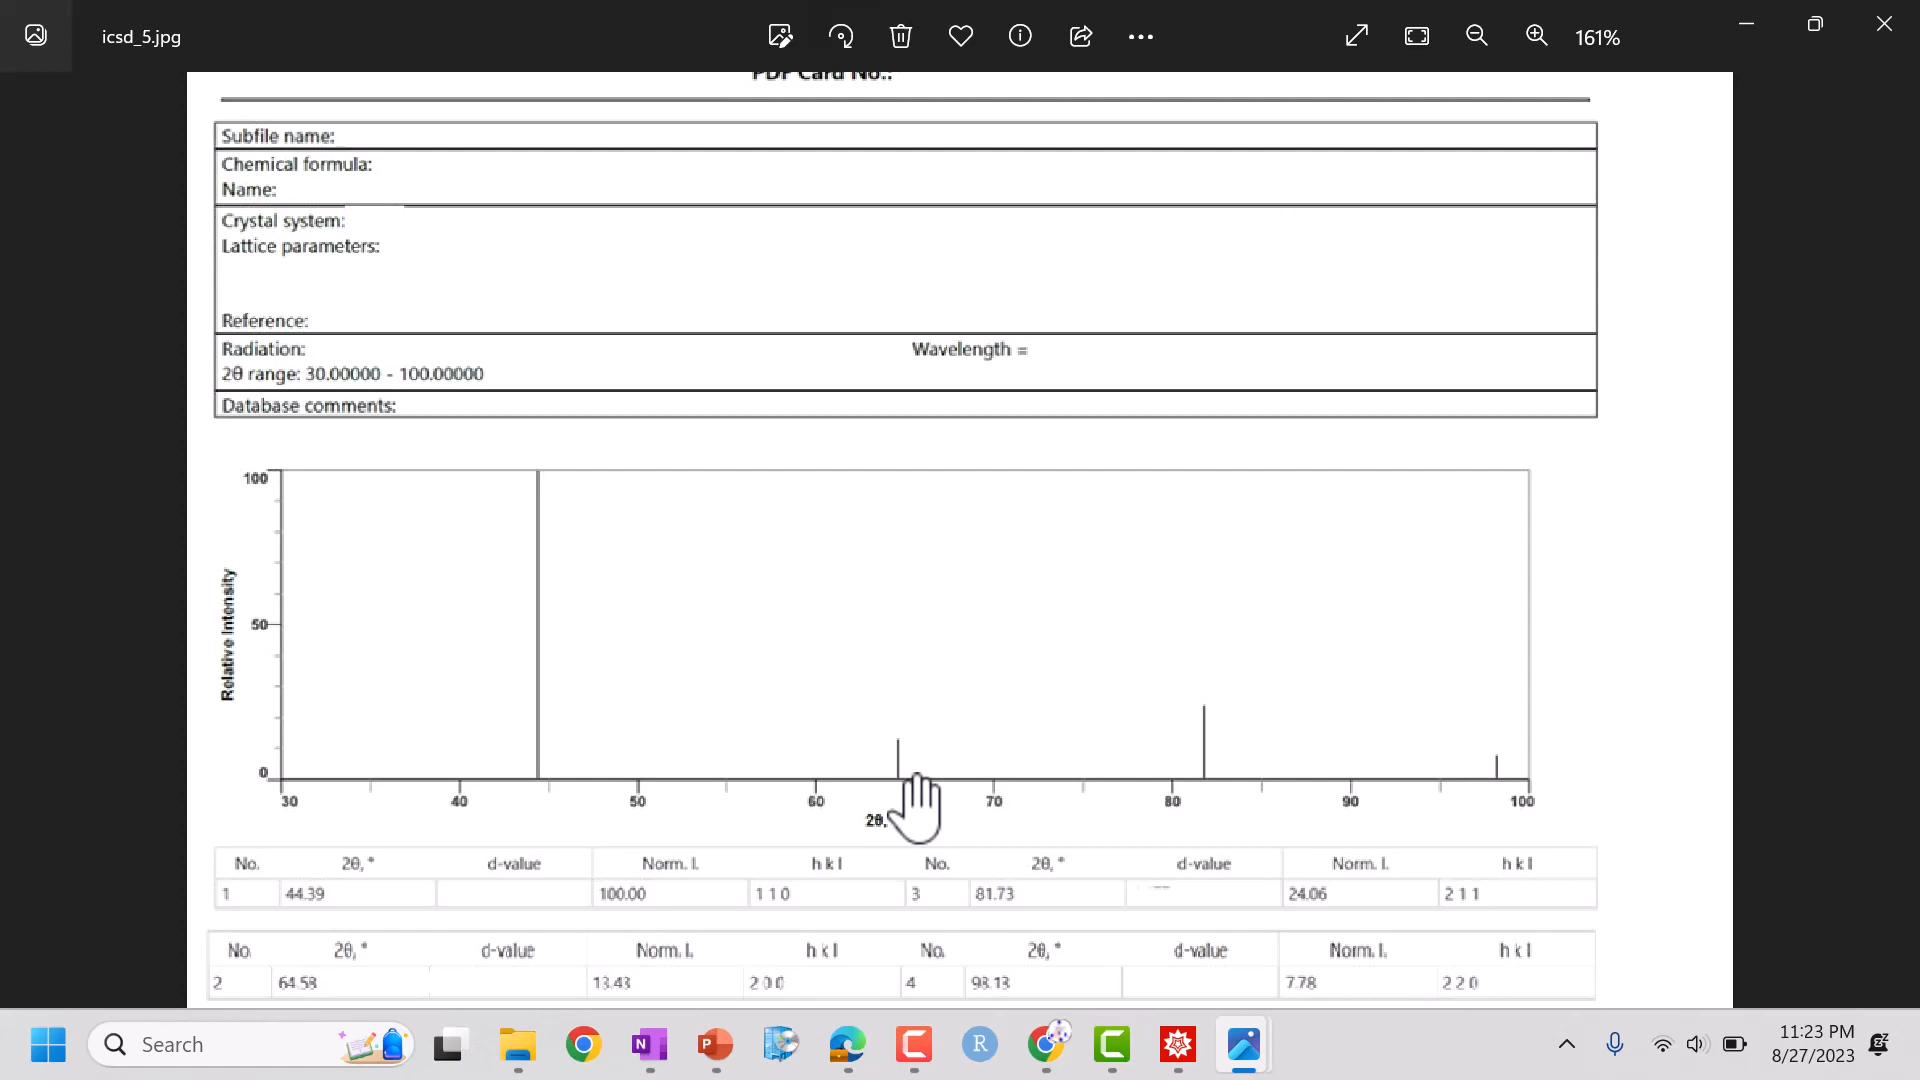 icsd_5.jpg
161%
PDF Card No.:
Subfile name:
Chemical formula:
Name:
Crystal system:
Lattice parameters:
Reference:
Radiation: Wavelength =
2θ range: 30.00000 - 100.00000
Database comments:
100
50
0
Relative Intensity
30 40 50 60 70 80 90 100
2θ,
No. 2θ, ° d-value Norm. I. h k l No. 2θ, ° d-value Norm. I. h k l
1 44.39 100.00 1 1 0 3 81.73 24.06 2 1 1
No. 2θ, ° d-value Norm. I. h k l No. 2θ, ° d-value Norm. I. h k l
2 64.58 13.43 2 0 0 4 98.18 7.78 2 2 0
Search
N
P
C
R
C
11:23 PM
8/27/2023